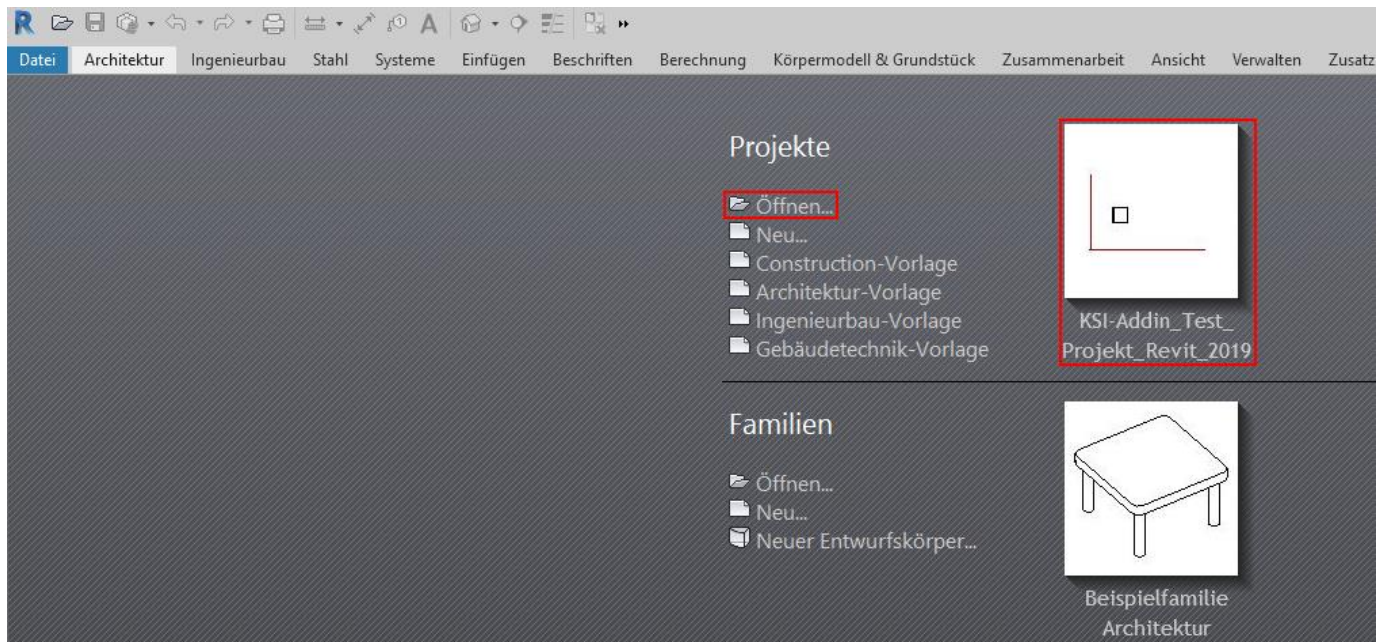 Datei Architektur Ingenieurbau Stahl Systeme Einfügen Beschriften Berechnung Körpermodell & Grundstück Zusammenarbeit Ansicht Verwalten Zusatz
Projekte
Öffnen...
Neu...
Construction-Vorlage
Architektur-Vorlage
Ingenieurbau-Vorlage
Gebäudetechnik-Vorlage
KSI-Addin_Test_
Projekt_Revit_2019
Familien
Öffnen...
Neu...
Neuer Entwurfskörper...
Beispielfamilie
Architektur